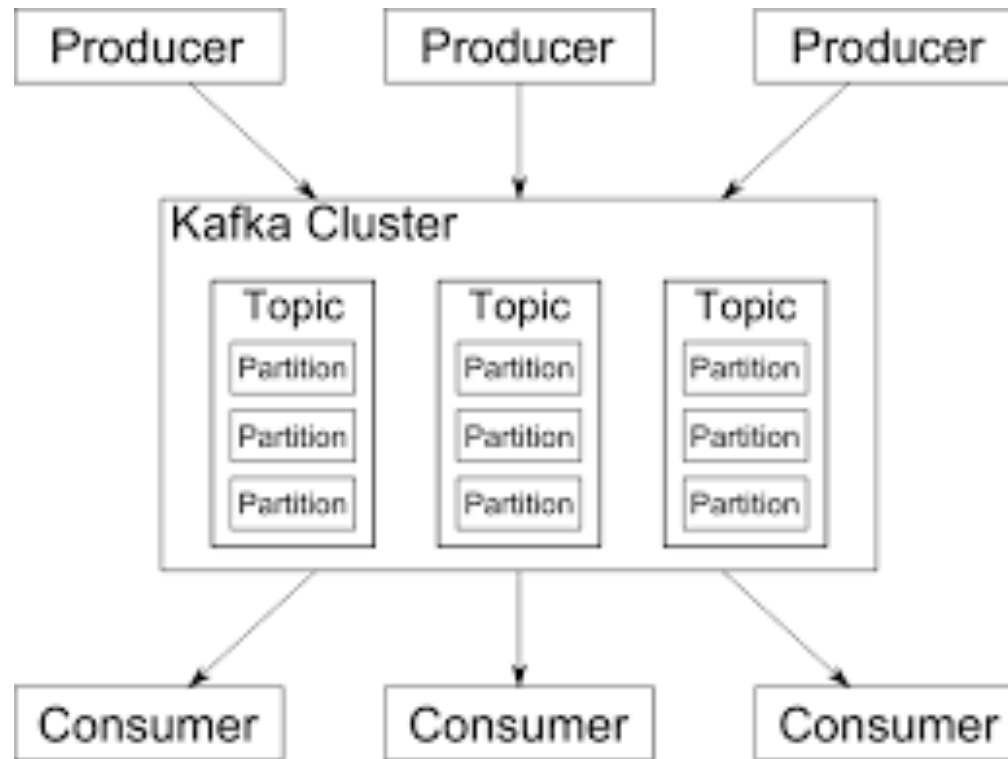 Producer Producer Producer
Kafka Cluster
Topic Topic Topic
Partition Partition Partition
Partition Partition Partition
Partition Partition Partition
Consumer Consumer Consumer